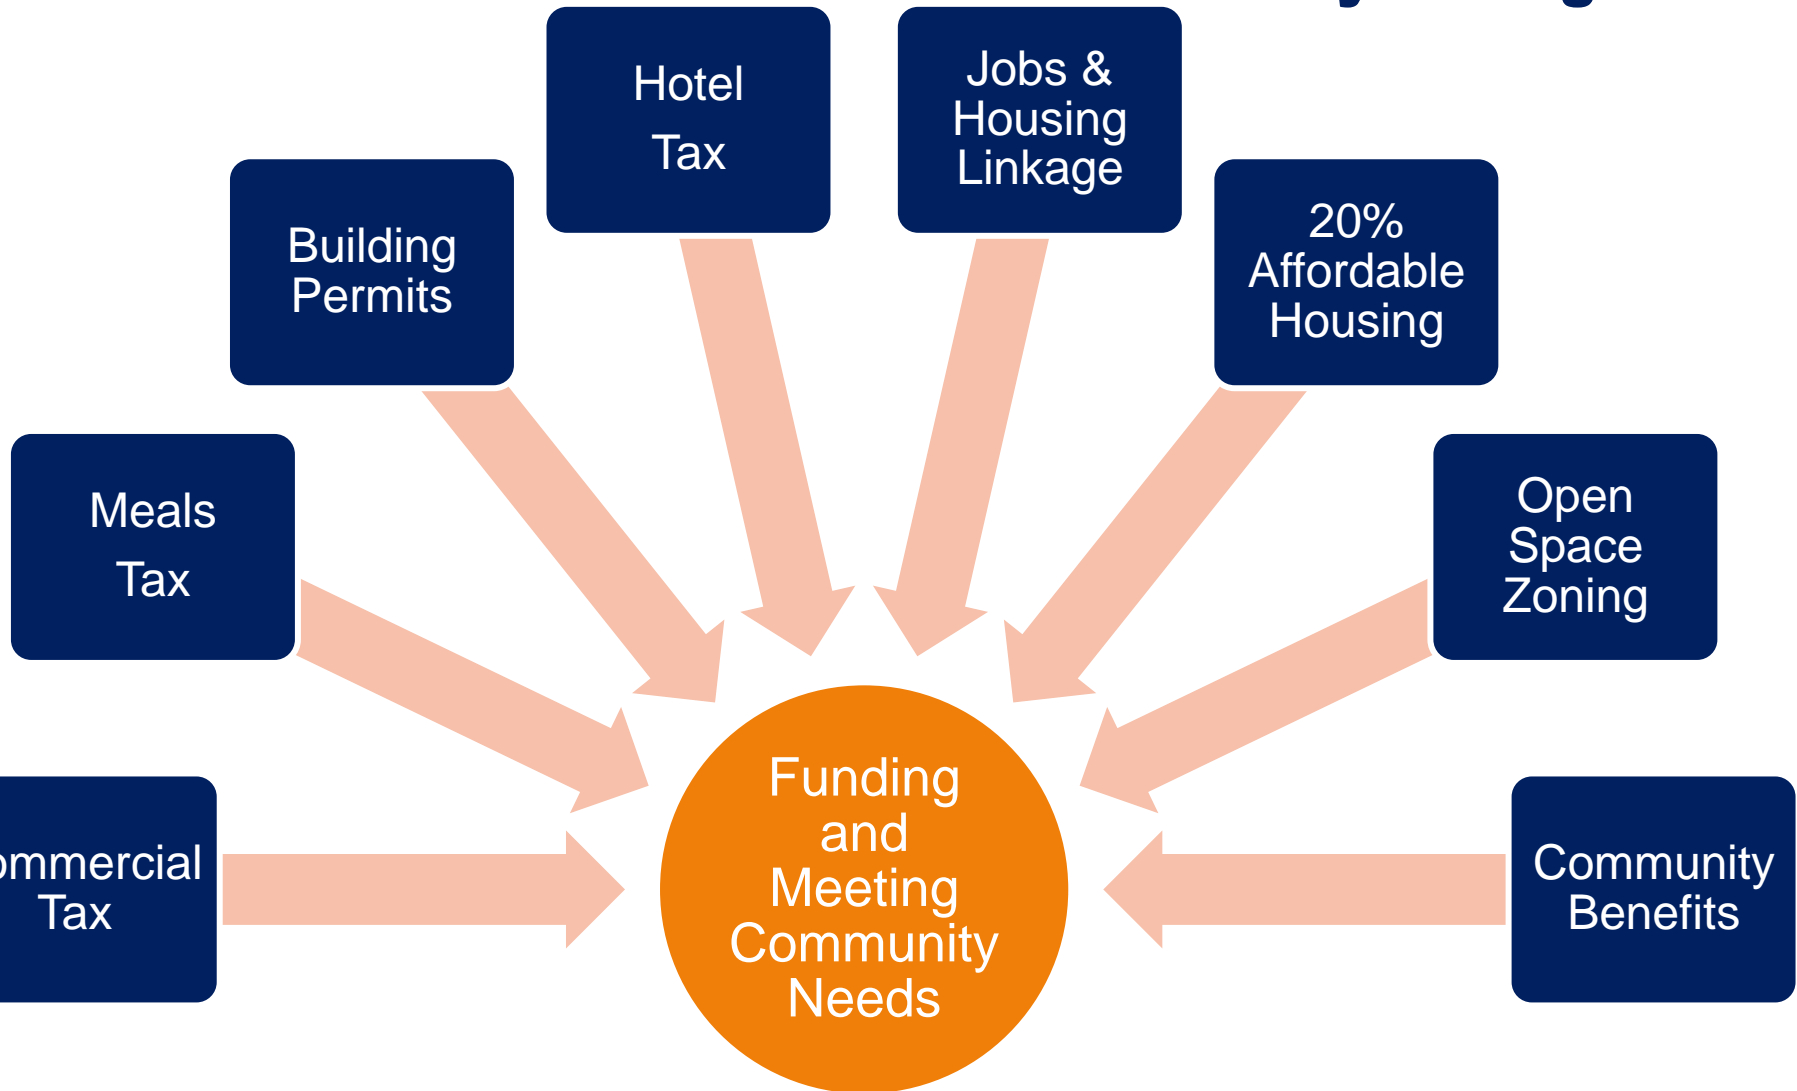 Hotel
Tax
Jobs &
Housing
Linkage
Building
Permits
20%
Affordable
Housing
Meals
Tax
Open
Space
Zoning
ommercial
Tax
Funding
and
Meeting
Community
Needs
Community
Benefits